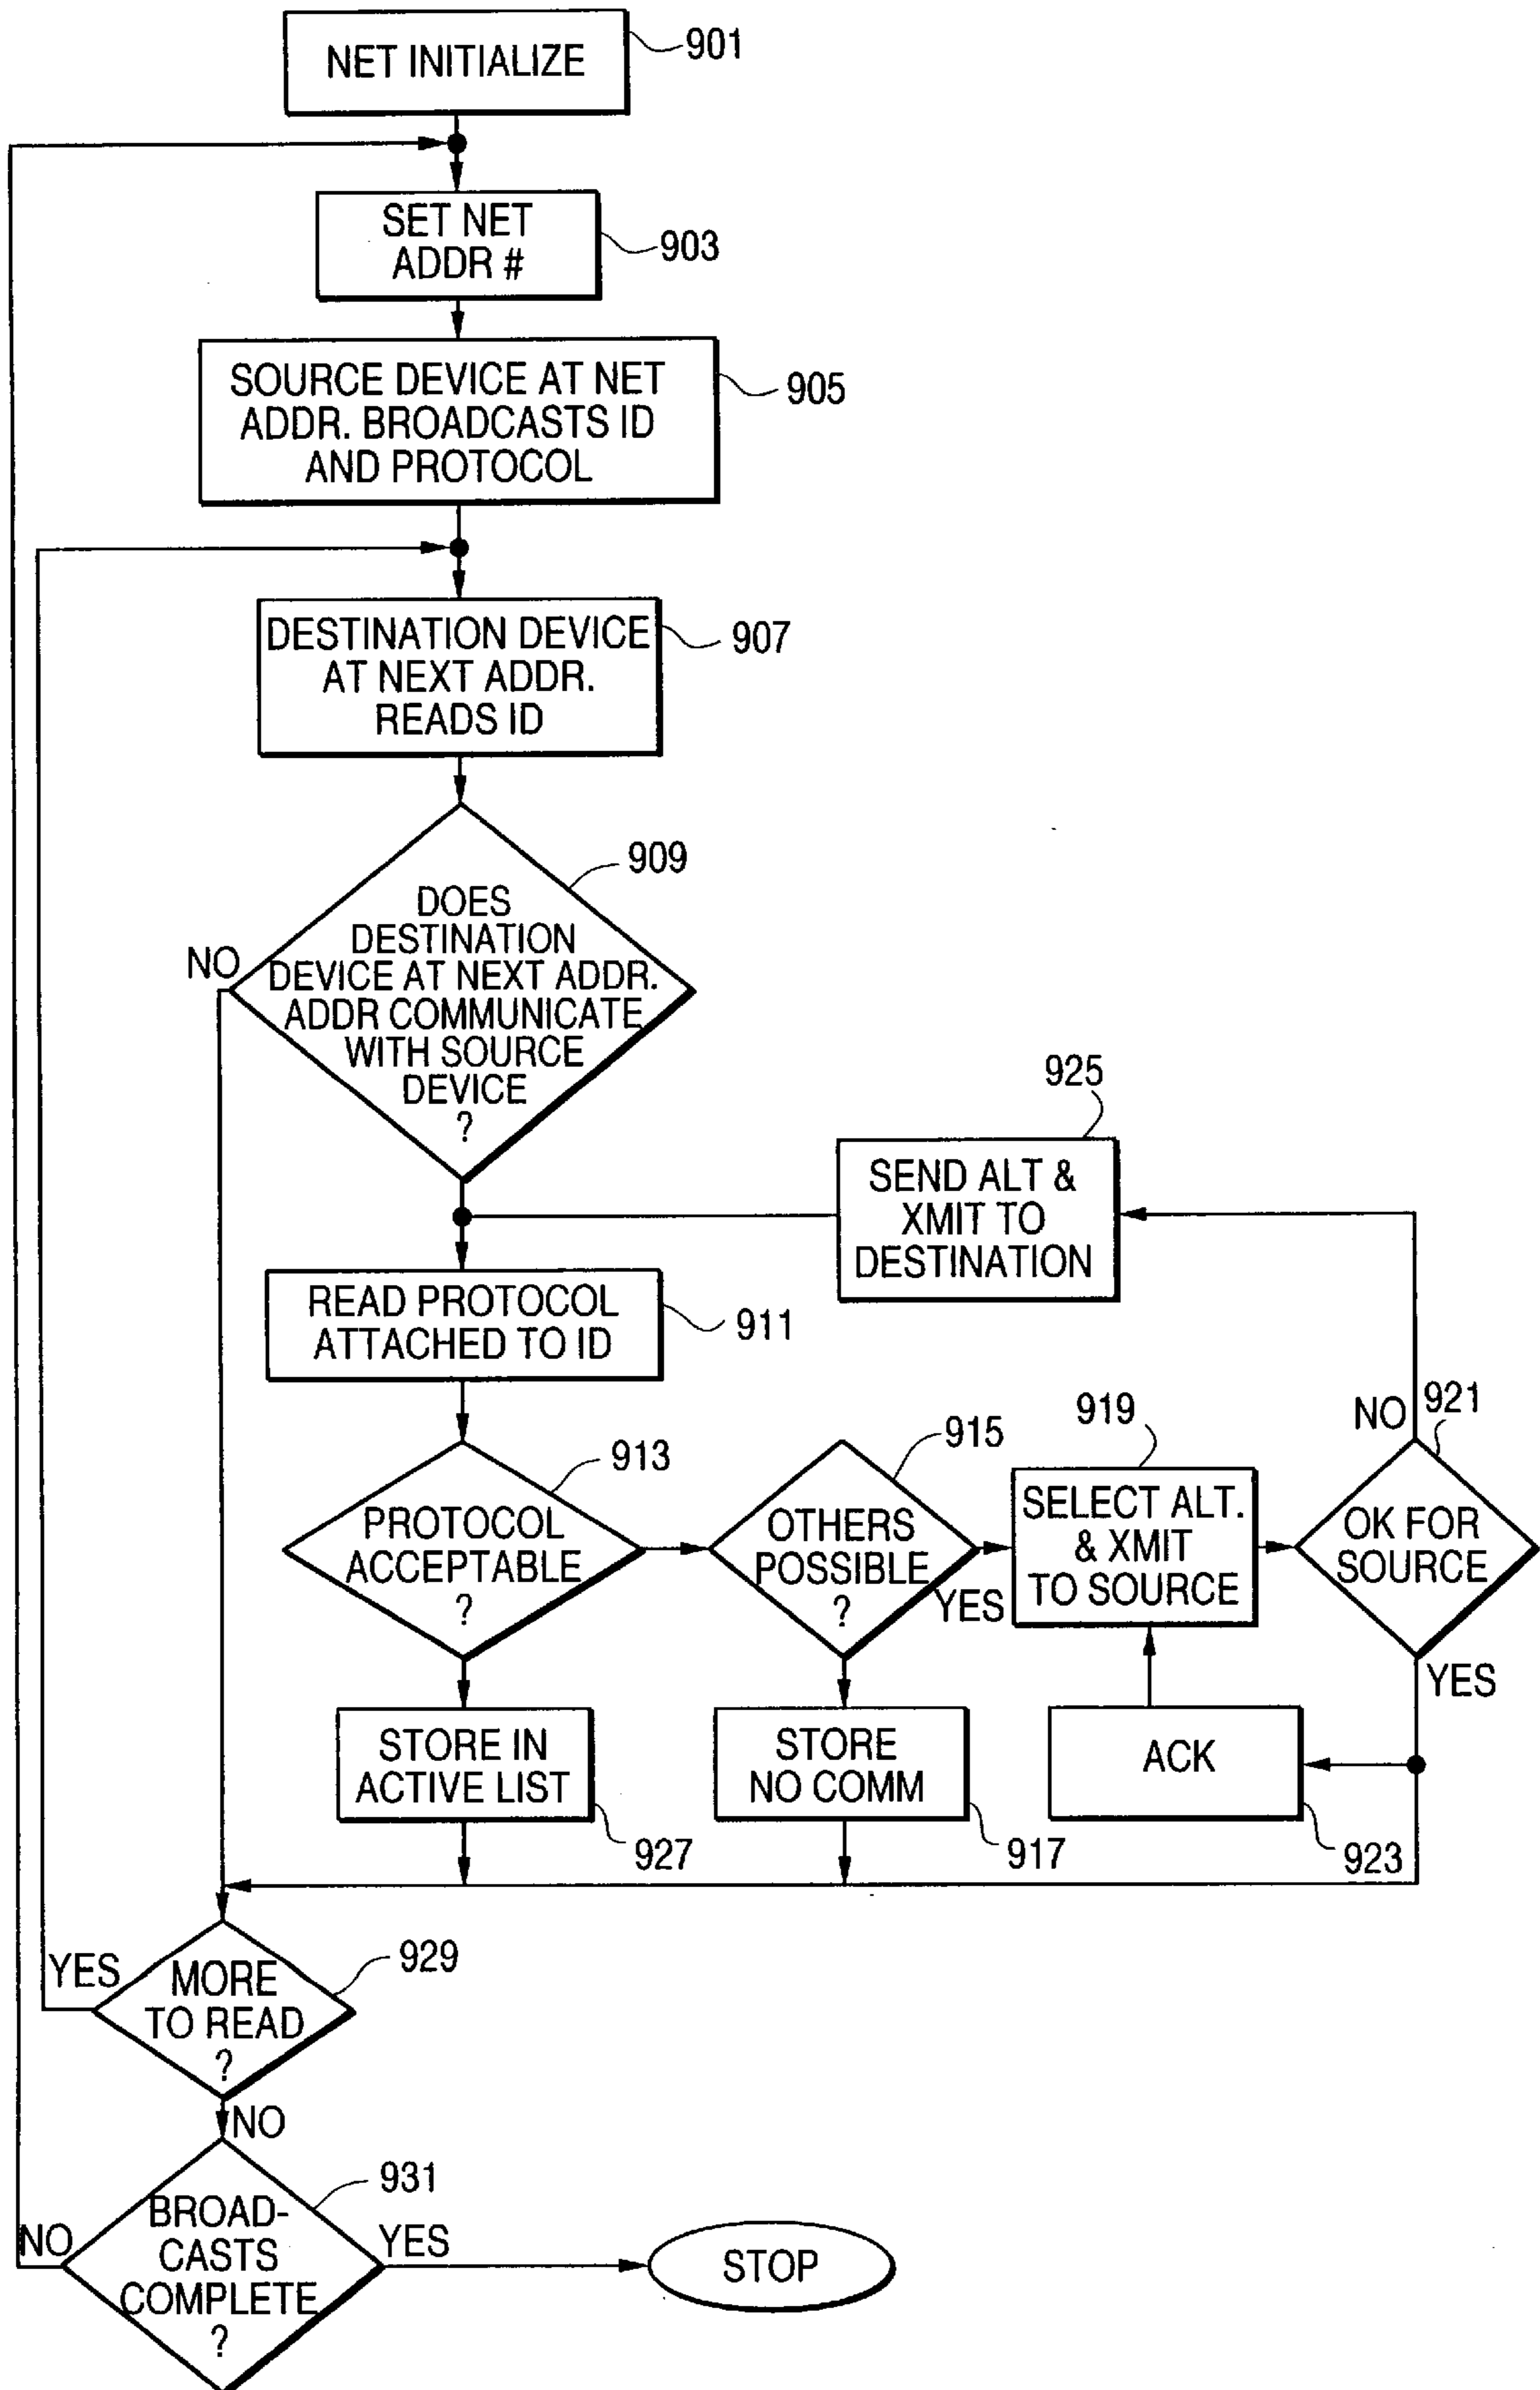 NET INITIALIZE
901
SET NET
ADDR #
903
SOURCE DEVICE AT NET
ADDR. BROADCASTS ID
AND PROTOCOL
905
DESTINATION DEVICE
AT NEXT ADDR.
READS ID
907
909
DOES
DESTINATION
DEVICE AT NEXT ADDR.
ADDR COMMUNICATE
WITH SOURCE
DEVICE
?
NO
925
SEND ALT &
XMIT TO
DESTINATION
READ PROTOCOL
ATTACHED TO ID
911
913
PROTOCOL
ACCEPTABLE
?
915
OTHERS
POSSIBLE
?
YES
919
SELECT ALT.
& XMIT
TO SOURCE
NO
921
OK FOR
SOURCE
YES
STORE IN
ACTIVE LIST
927
STORE
NO COMM
917
ACK
923
YES
929
MORE
TO READ
?
NO
931
BROAD-
CASTS
COMPLETE
?
NO
YES
STOP